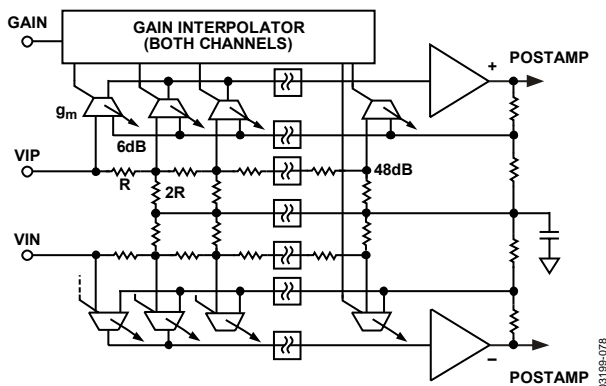 GAIN
GAIN INTERPOLATOR
(BOTH CHANNELS)
+
POSTAMP
gm
6dB
VIP
R
2R
48dB
VIN
–
POSTAMP
03199-078